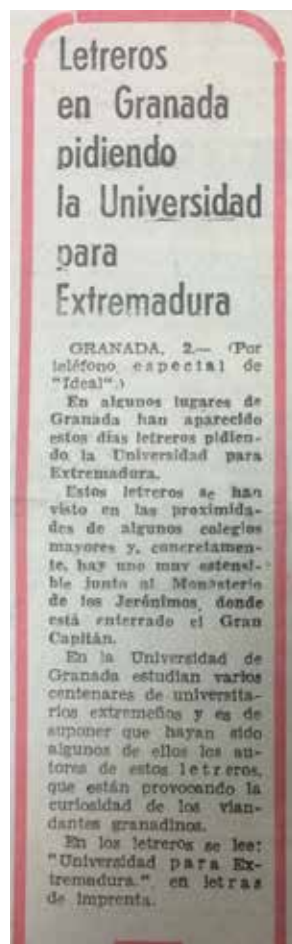 Letreros
en Granada
pidiendo
la Universidad
para
Extremadura
GRANADA, 2.— (Por
teléfono especial de
"Ideal".)
En algunos lugares de
Granada han aparecido
estos días letreros pidien-
do la Universidad para
Extremadura.
Estos letreros se han
visto en las proximida-
des de algunos colegios
mayores y, concretamen-
te, hay uno muy ostensi-
ble junto al Monasterio
de los Jerónimos, donde
está enterrado el Gran
Capitán.
En la Universidad de
Granada estudian varios
centenares de universita-
rios extremeños y es de
suponer que hayan sido
algunos de ellos los au-
tores de estos letreros,
que están provocando la
curiosidad de los vian-
dantes granadinos.
En los letreros se lee:
"Universidad para Ex-
tremadura." en letras
de imprenta.